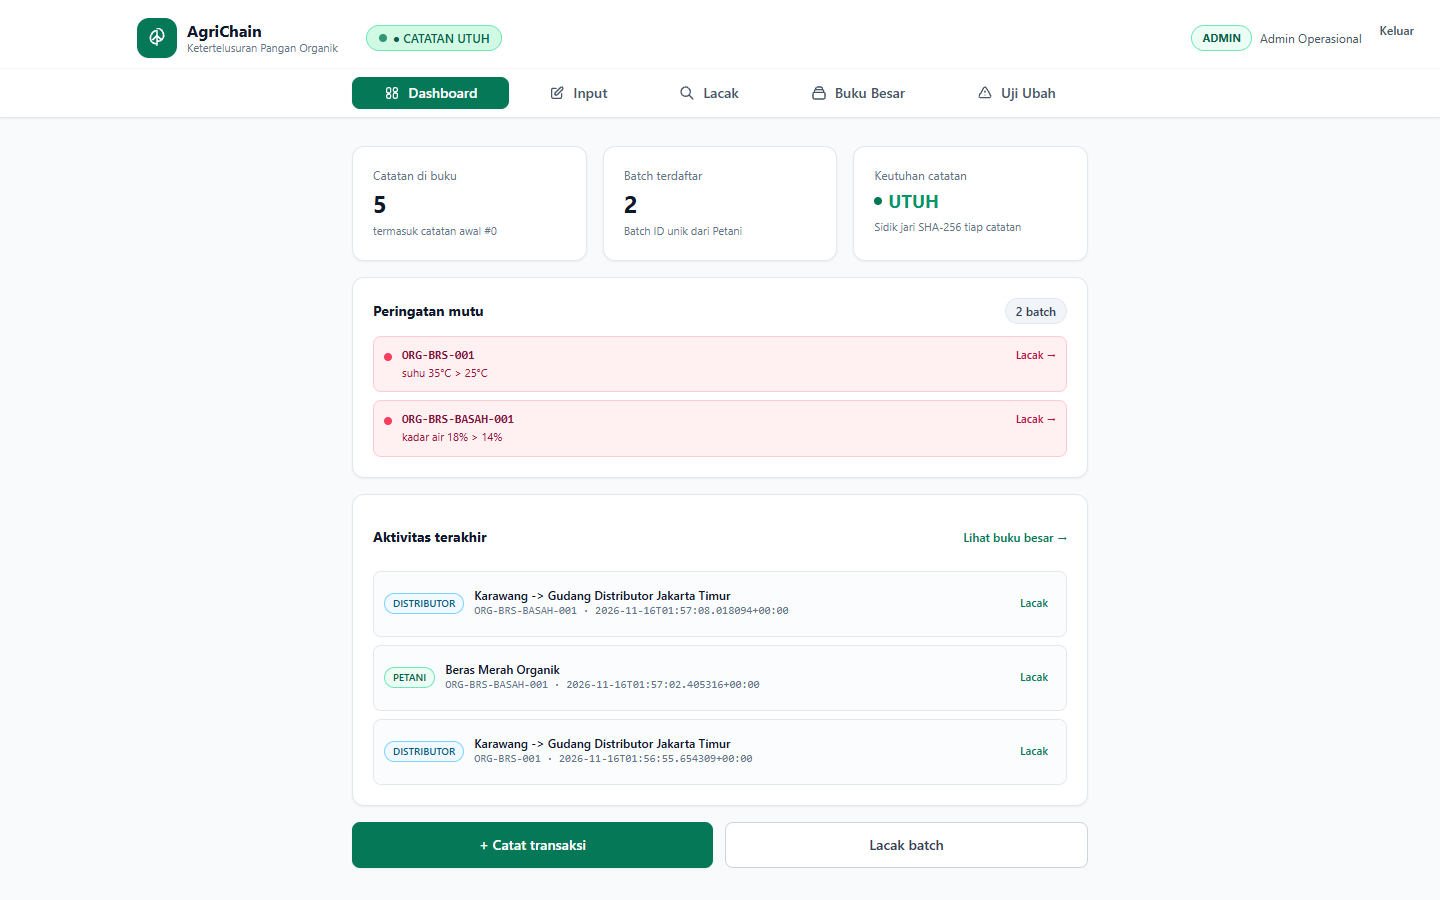 AgriChain
Ketertelusuran Pangan Organik
● CATATAN UTUH
ADMIN
Admin Operasional
Keluar
Dashboard
Input
Lacak
Buku Besar
Uji Ubah
Catatan di buku
5
termasuk catatan awal #0
Batch terdaftar
2
Batch ID unik dari Petani
Keutuhan catatan
● UTUH
Sidik jari SHA-256 tiap catatan
Peringatan mutu
2 batch
ORG-BRS-001
Lacak →
suhu 35°C > 25°C
ORG-BRS-BASAH-001
Lacak →
kadar air 18% > 14%
Aktivitas terakhir
Lihat buku besar →
DISTRIBUTOR
Karawang -> Gudang Distributor Jakarta Timur
ORG-BRS-BASAH-001 · 2026-11-16T01:57:08.018094+00:00
Lacak
PETANI
Beras Merah Organik
ORG-BRS-BASAH-001 · 2026-11-16T01:57:02.405316+00:00
Lacak
DISTRIBUTOR
Karawang -> Gudang Distributor Jakarta Timur
ORG-BRS-001 · 2026-11-16T01:56:55.654309+00:00
Lacak
+ Catat transaksi
Lacak batch